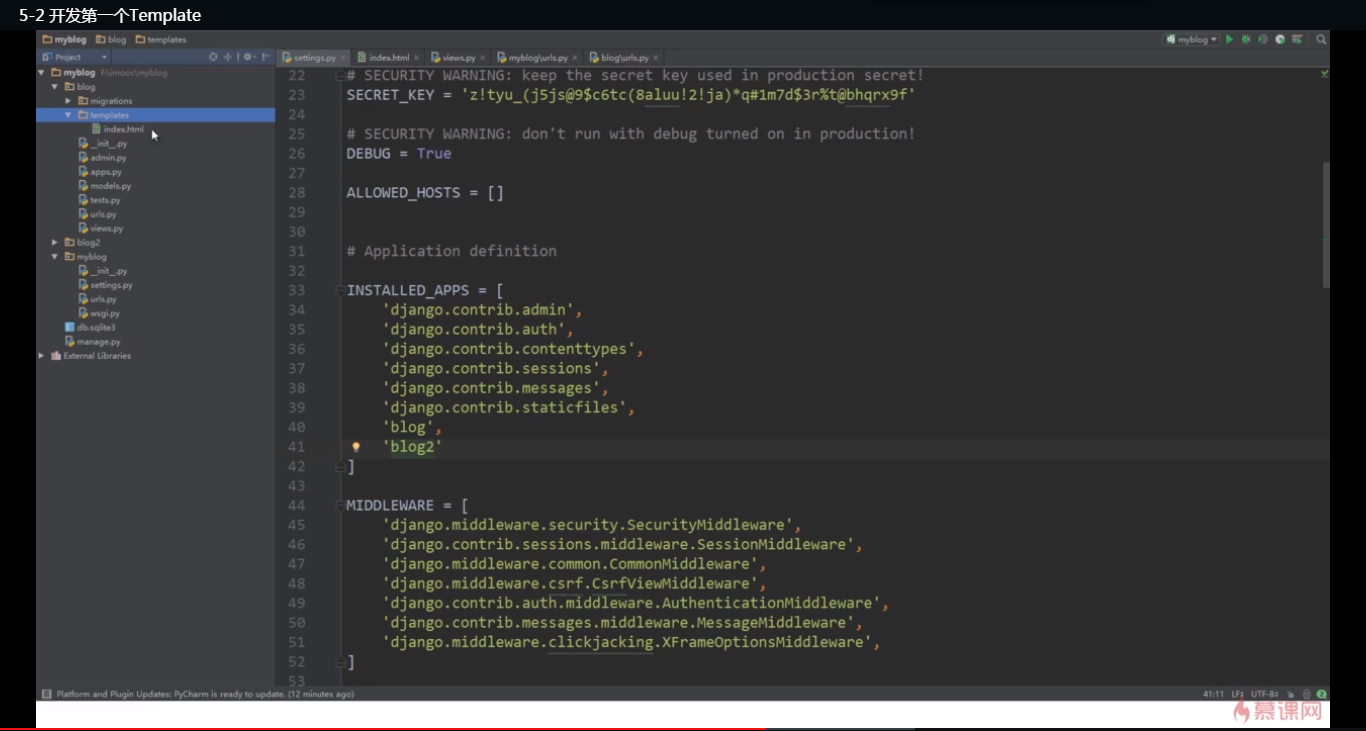 5-2 开发第一个Template
myblog blog templates
myblog
Project
settings.py index.html views.py myblog\urls.py blog\urls.py
myblog F:\imooc\myblog
blog
migrations
templates
index.html
__init__.py
admin.py
apps.py
models.py
tests.py
urls.py
views.py
blog2
myblog
__init__.py
settings.py
urls.py
wsgi.py
db.sqlite3
manage.py
External Libraries
22 # SECURITY WARNING: keep the secret key used in production secret!
23 SECRET_KEY = 'z!tyu_(j5js@9$c6tc(8aluu!2!ja)*q#1m7d$3r%t@bhqrx9f'
24
25 # SECURITY WARNING: don't run with debug turned on in production!
26 DEBUG = True
27
28 ALLOWED_HOSTS = []
29
30
31 # Application definition
32
33 INSTALLED_APPS = [
34 'django.contrib.admin',
35 'django.contrib.auth',
36 'django.contrib.contenttypes',
37 'django.contrib.sessions',
38 'django.contrib.messages',
39 'django.contrib.staticfiles',
40 'blog',
41 'blog2'
42 ]
43
44 MIDDLEWARE = [
45 'django.middleware.security.SecurityMiddleware',
46 'django.contrib.sessions.middleware.SessionMiddleware',
47 'django.middleware.common.CommonMiddleware',
48 'django.middleware.csrf.CsrfViewMiddleware',
49 'django.contrib.auth.middleware.AuthenticationMiddleware',
50 'django.contrib.messages.middleware.MessageMiddleware',
51 'django.middleware.clickjacking.XFrameOptionsMiddleware',
52 ]
53
Platform and Plugin Updates: PyCharm is ready to update. (12 minutes ago)
41:11 LF÷ UTF-8÷
慕课网